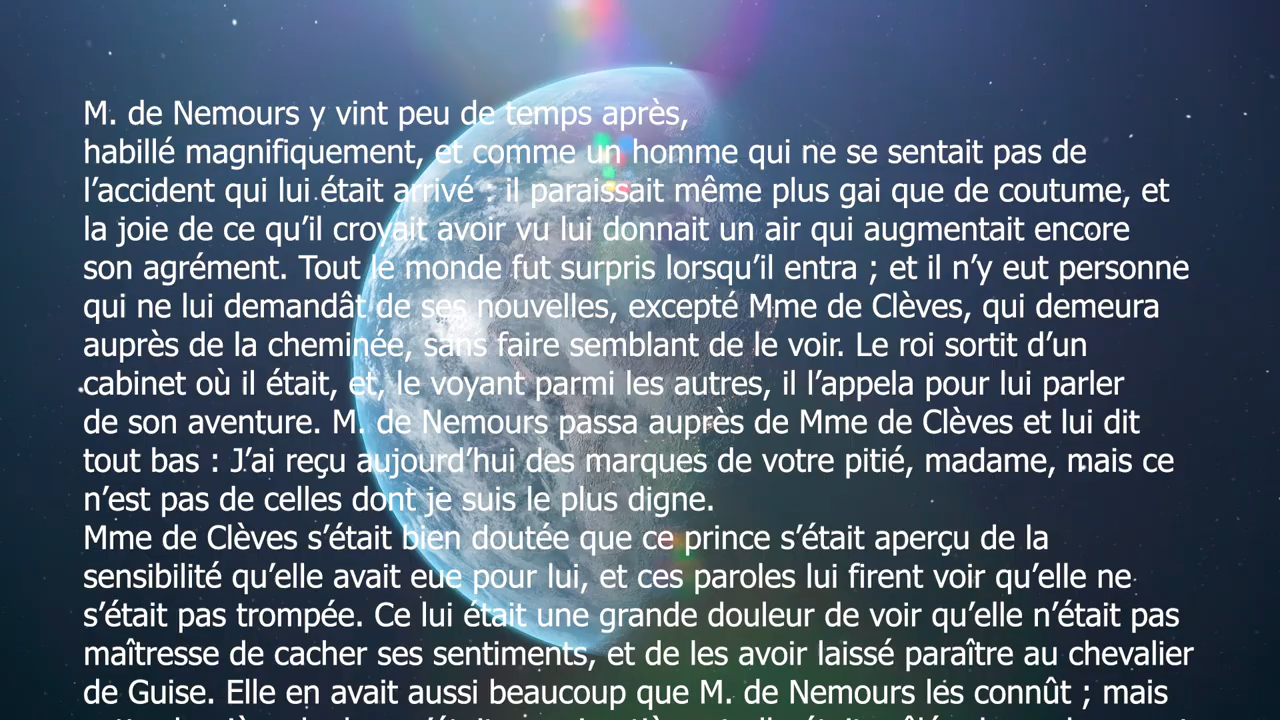 M. de Nemours y vint peu de temps après,
habillé magnifiquement, et comme un homme qui ne se sentait pas de
l’accident qui lui était arrivé : il paraissait même plus gai que de coutume, et
la joie de ce qu’il croyait avoir vu lui donnait un air qui augmentait encore
son agrément. Tout le monde fut surpris lorsqu’il entra ; et il n’y eut personne
qui ne lui demandât de ses nouvelles, excepté Mme de Clèves, qui demeura
auprès de la cheminée, sans faire semblant de le voir. Le roi sortit d’un
cabinet où il était, et, le voyant parmi les autres, il l’appela pour lui parler
de son aventure. M. de Nemours passa auprès de Mme de Clèves et lui dit
tout bas : J’ai reçu aujourd’hui des marques de votre pitié, madame, mais ce
n’est pas de celles dont je suis le plus digne.
Mme de Clèves s’était bien doutée que ce prince s’était aperçu de la
sensibilité qu’elle avait eue pour lui, et ces paroles lui firent voir qu’elle ne
s’était pas trompée. Ce lui était une grande douleur de voir qu’elle n’était pas
maîtresse de cacher ses sentiments, et de les avoir laissé paraître au chevalier
de Guise. Elle en avait aussi beaucoup que M. de Nemours les connût ; mais